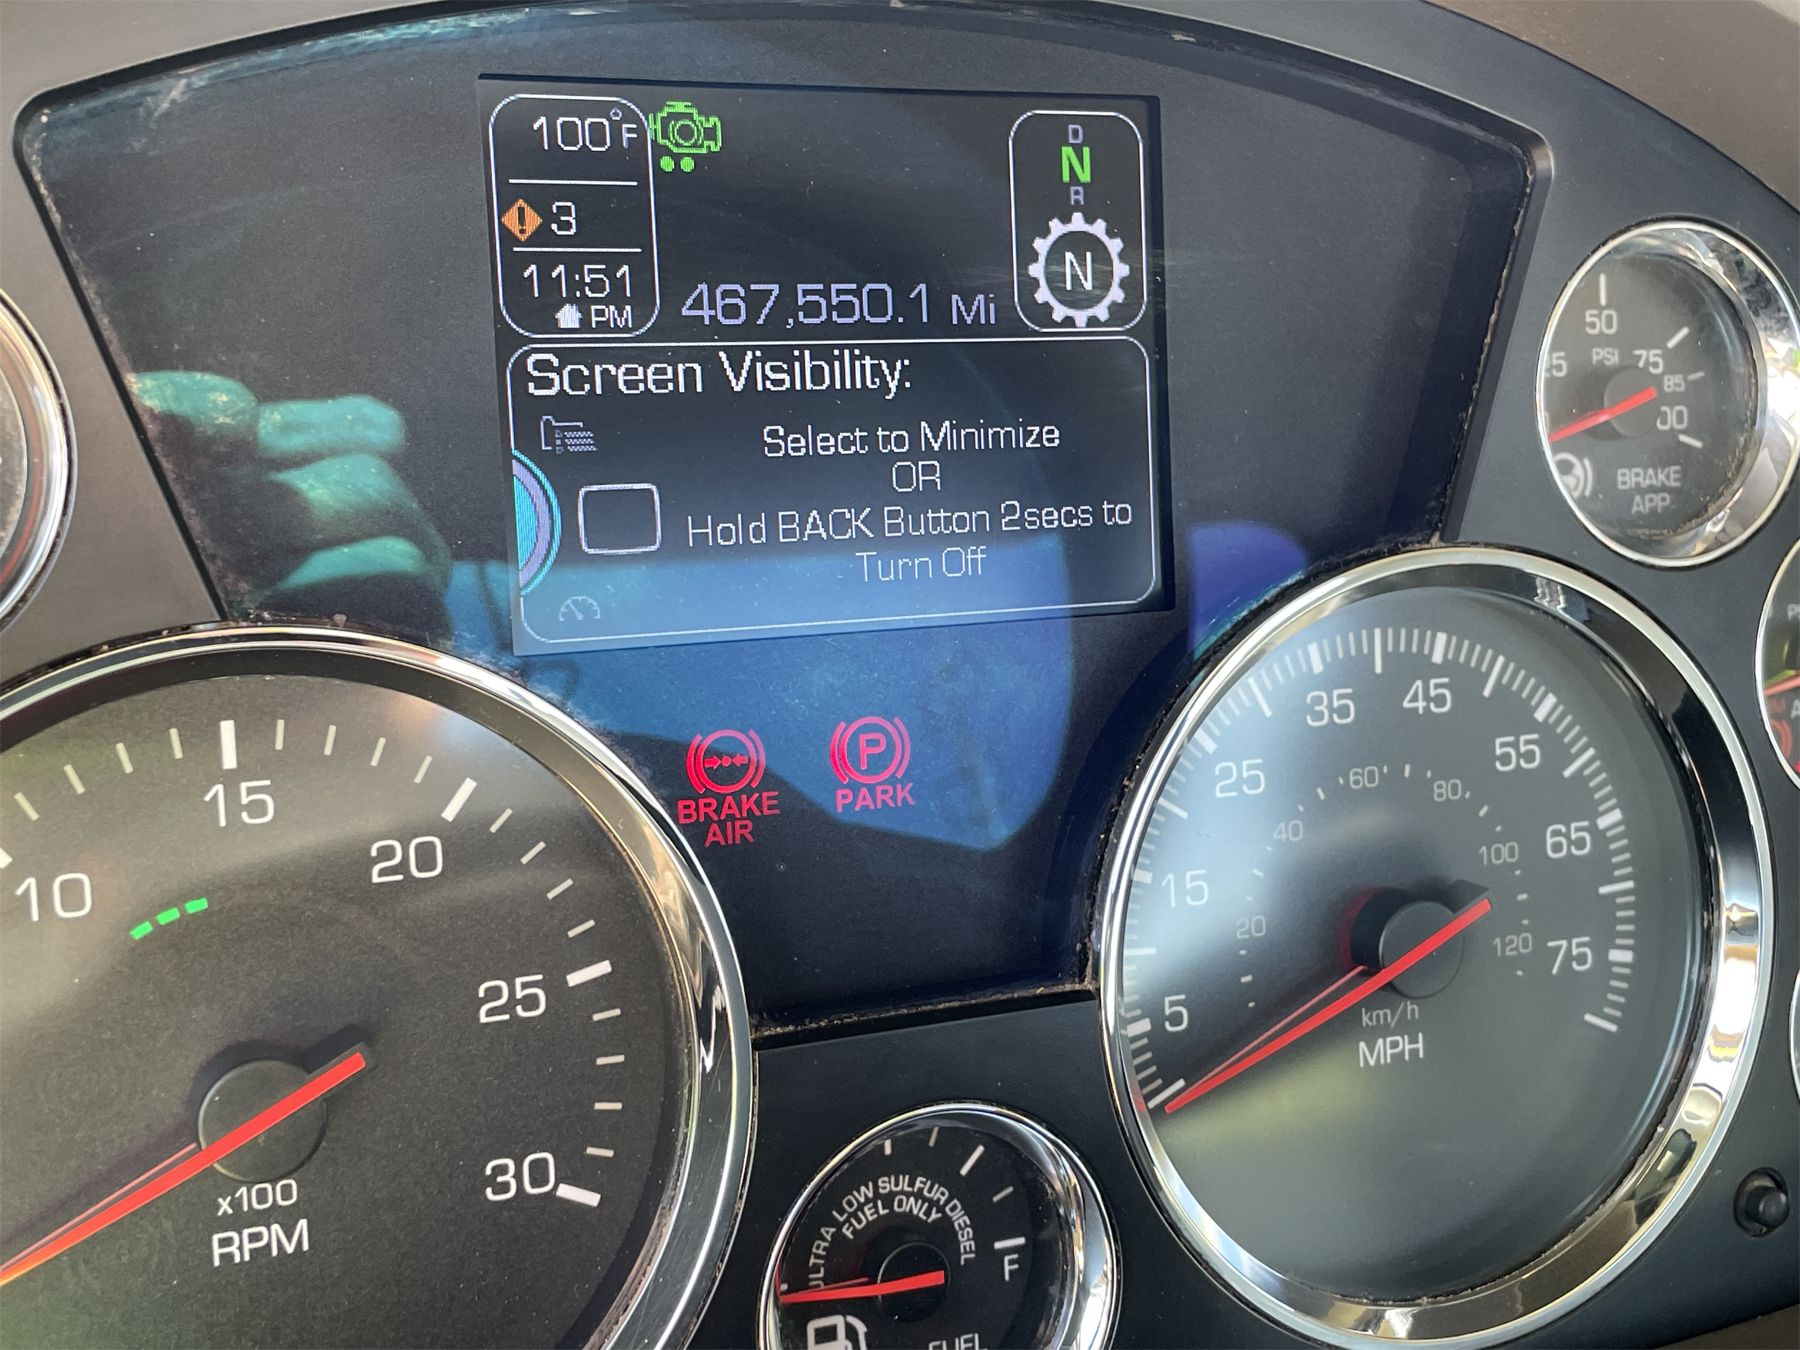 100°F
3
11:51
PM
467,550.1 Mi
D
N
R
N
Screen Visibility:
Select to Minimize
OR
Hold BACK Button 2secs to
Turn Off
BRAKE
AIR
PARK
10
15
20
25
30
x100
RPM
50
PSI
75
85
BRAKE
APP
5
15
25
35
45
55
65
75
20
40
60
80
100
120
km/h
MPH
ULTRA LOW SULFUR DIESEL
FUEL ONLY
F
FUEL